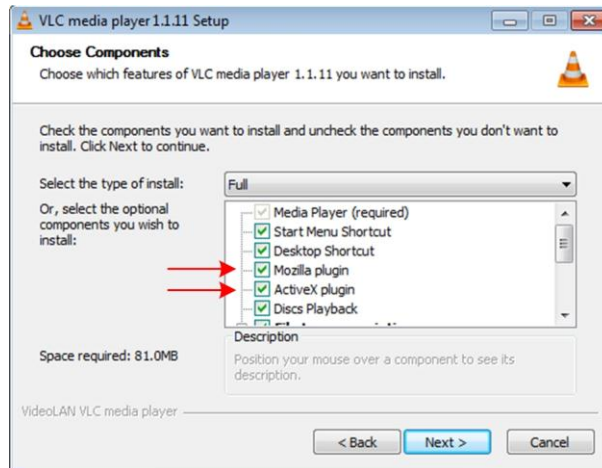 VLC media player 1.1.11 Setup
Choose Components
Choose which features of VLC media player 1.1.11 you want to install.
Check the components you want to install and uncheck the components you don't want to
install. Click Next to continue.
Select the type of install:
Full
Or, select the optional
components you wish to
install:
Media Player (required)
Start Menu Shortcut
Desktop Shortcut
Mozilla plugin
ActiveX plugin
Discs Playback
Space required: 81.0MB
Description
Position your mouse over a component to see its
description.
VideoLAN VLC media player
< Back
Next >
Cancel